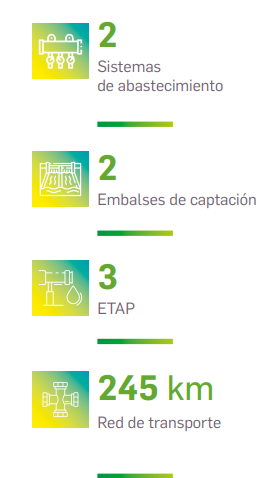 2
Sistemas
de abastecimiento
2
Embalses de captación
3
ETAP
245 km
Red de transporte